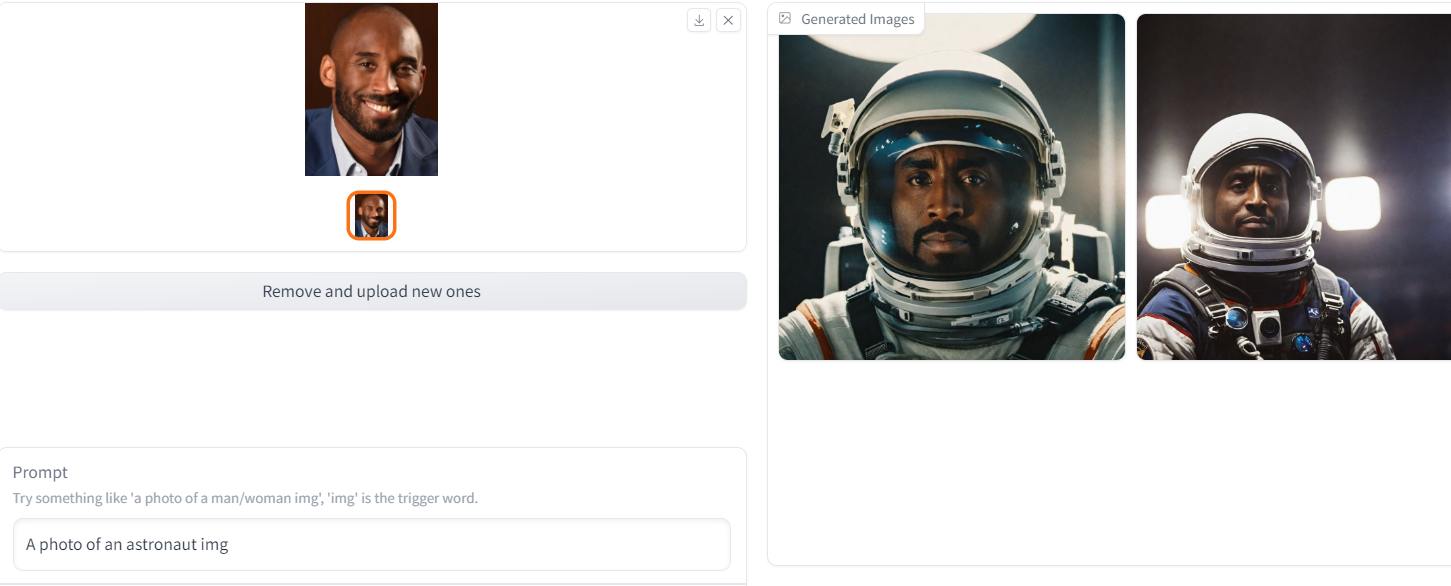 Generated Images
Remove and upload new ones
Prompt
Try something like 'a photo of a man/woman img', 'img' is the trigger word.
A photo of an astronaut img